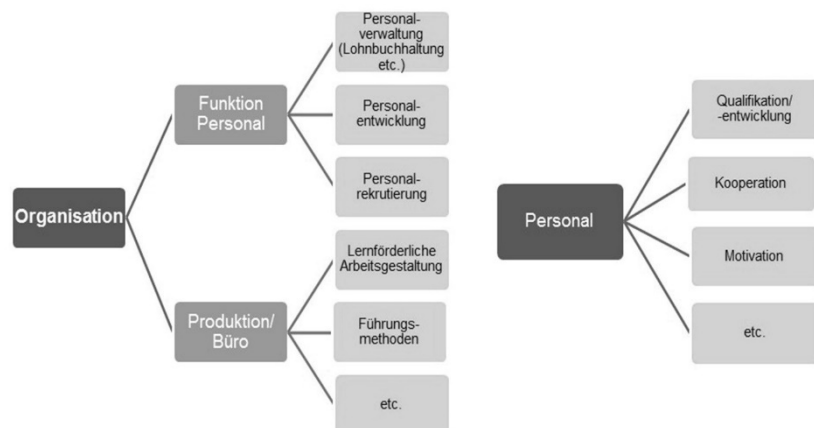 Personal-
verwaltung
(Lohnbuchhaltung
etc.)
Funktion
Personal
Personal-
entwicklung
Personal-
rekrutierung
Organisation
Lernförderliche
Arbeitsgestaltung
Produktion/
Büro
Führungs-
methoden
etc.
Personal
Qualifikation/
-entwicklung
Kooperation
Motivation
etc.